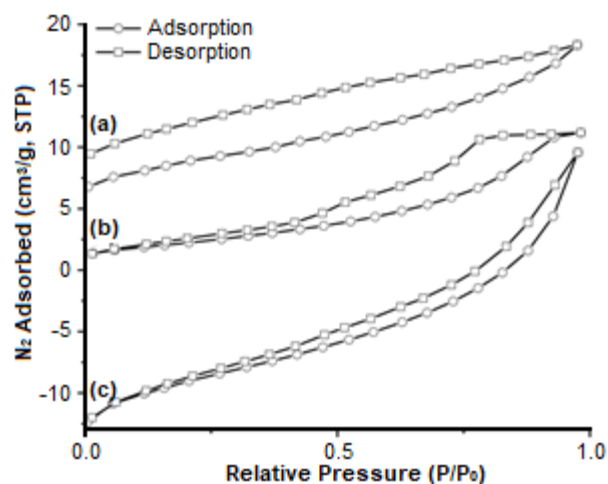 Adsorption
Desorption
20
15
10
5
0
-5
-10
(a)
(b)
(c)
N₂ Adsorbed (cm³/g, STP)
0.0
0.5
1.0
Relative Pressure (P/P₀)